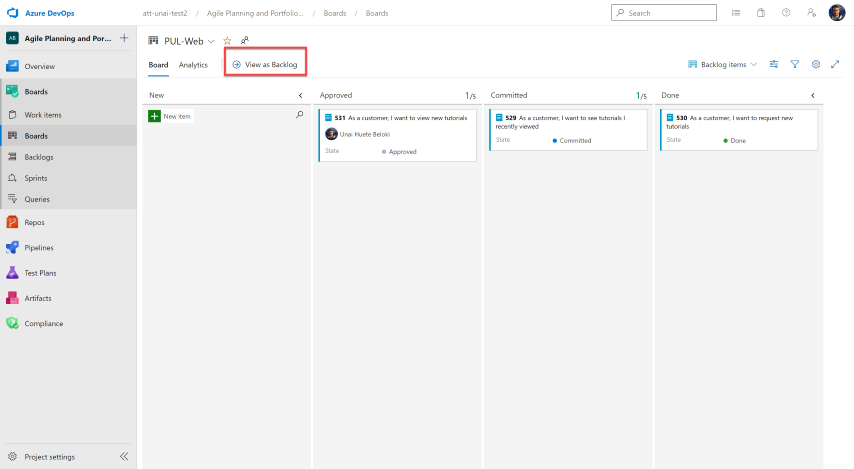 Azure DevOps
att-unai-test2 / Agile Planning and Portfolio... / Boards / Boards
Search
AB Agile Planning and Por...
Overview
Boards
Work items
Boards
Backlogs
Sprints
Queries
Repos
Pipelines
Test Plans
Artifacts
Compliance
Project settings
PUL-Web
Board Analytics View as Backlog
Backlog items
New
New item
Approved 1/5
531 As a customer, I want to view new tutorials
Unai Huete Beloki
State Approved
Committed 1/5
529 As a customer, I want to see tutorials I
recently viewed
State Committed
Done
530 As a customer, I want to request new
tutorials
State Done